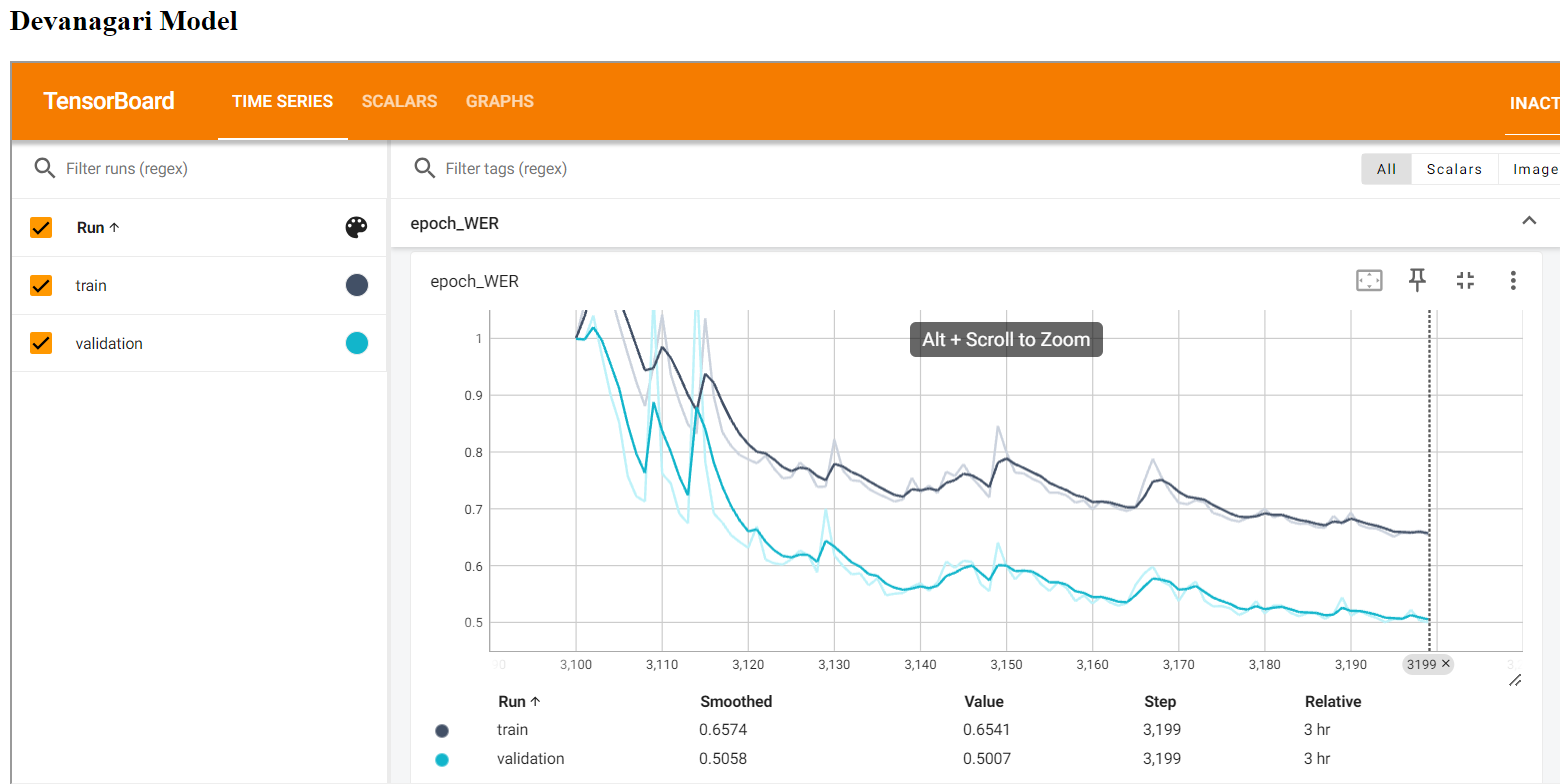 Devanagari Model
TensorBoard TIME SERIES SCALARS GRAPHS INACT
Filter runs (regex)
Filter tags (regex) All Scalars Image
Run ↑
epoch_WER
train
validation
epoch_WER
Alt + Scroll to Zoom
1
0.9
0.8
0.7
0.6
0.5
3,100 3,110 3,120 3,130 3,140 3,150 3,160 3,170 3,180 3,190 3199 ×
Run ↑ Smoothed Value Step Relative
train 0.6574 0.6541 3,199 3 hr
validation 0.5058 0.5007 3,199 3 hr